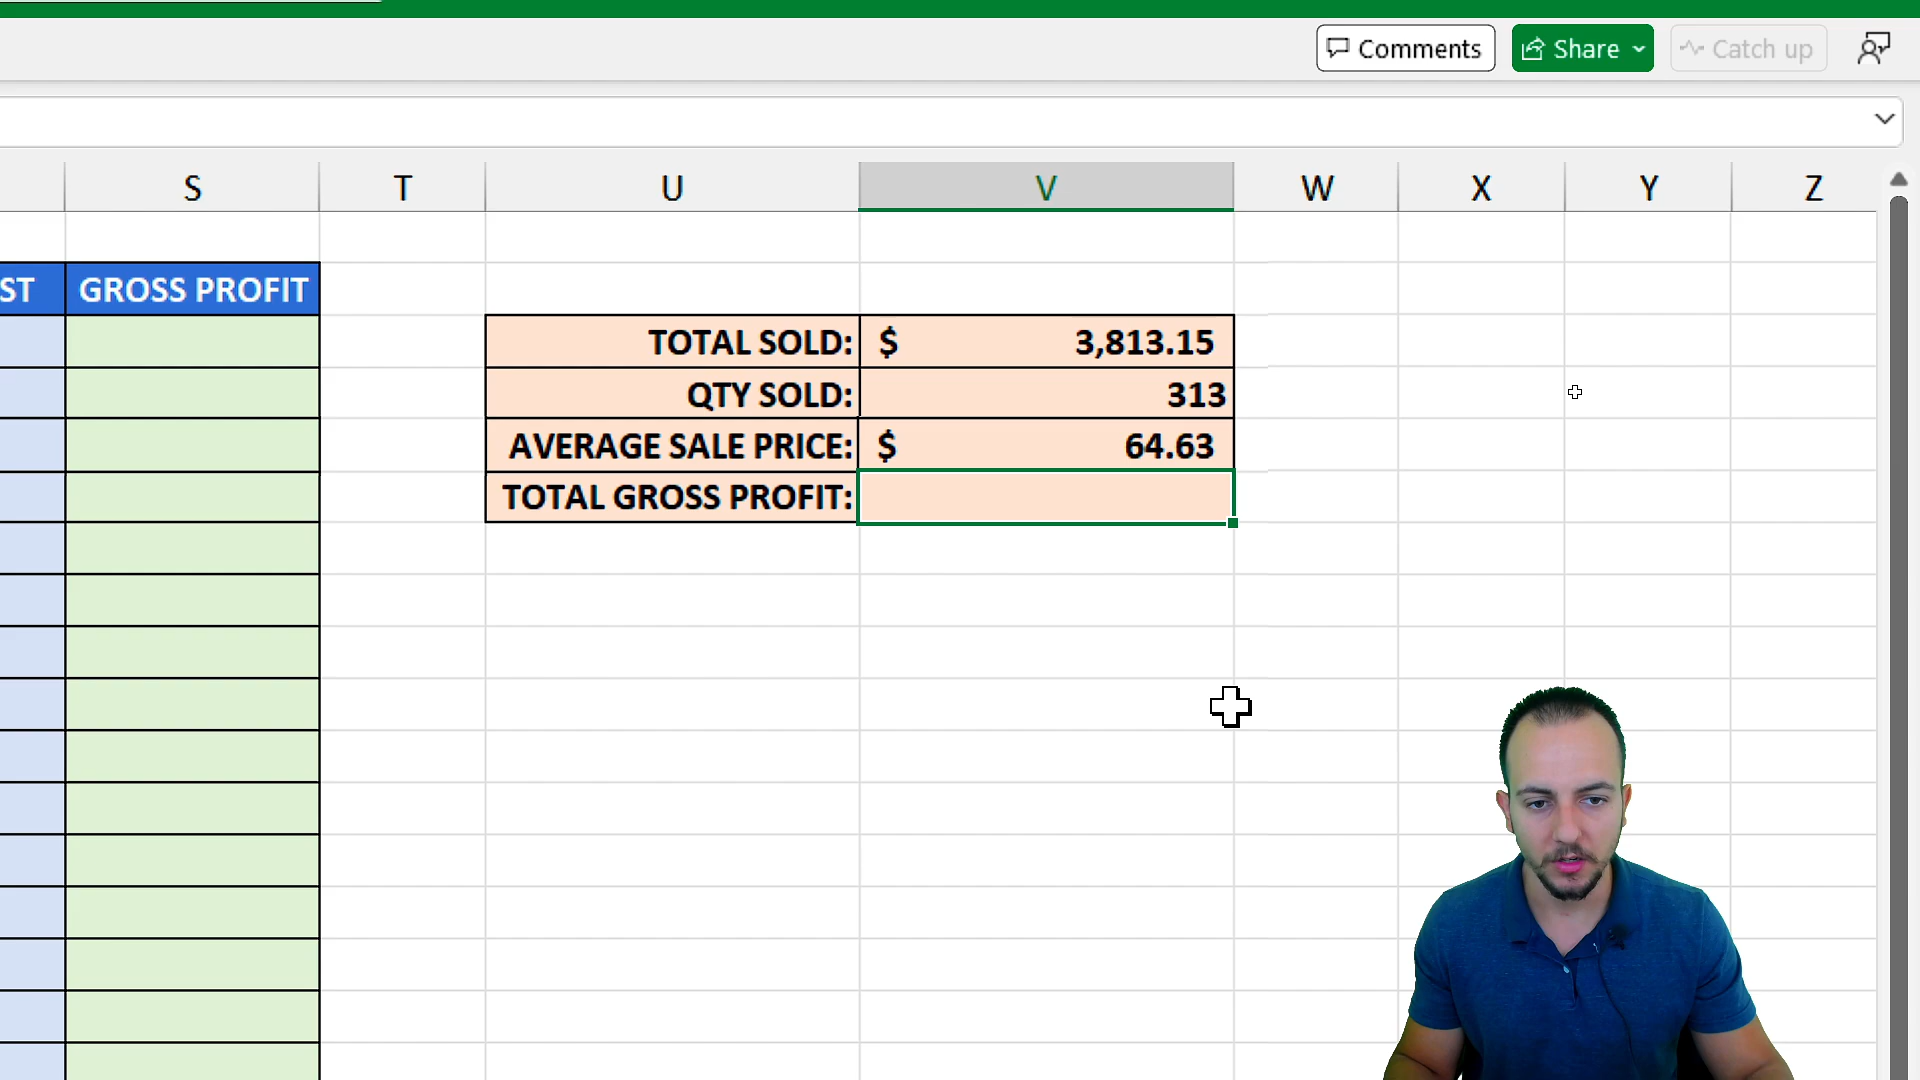 Comments
Share
Catch up
S T U V W X Y Z
ST GROSS PROFIT
TOTAL SOLD: $ 3,813.15
QTY SOLD: 313
AVERAGE SALE PRICE: $ 64.63
TOTAL GROSS PROFIT: